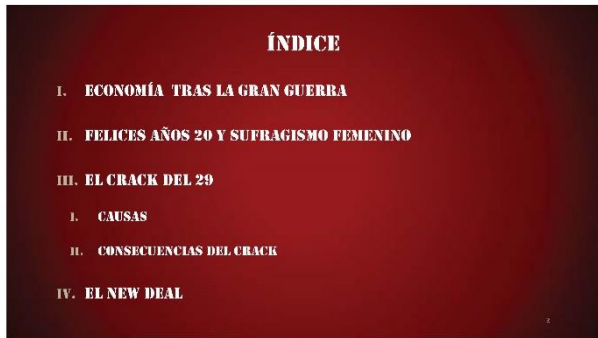 ÍNDICE
I. ECONOMÍA TRAS LA GRAN GUERRA
II. FELICES AÑOS 20 Y SUFRAGISMO FEMENINO
III. EL CRACK DEL 29
I. CAUSAS
II. CONSECUENCIAS DEL CRACK
IV. EL NEW DEAL
2